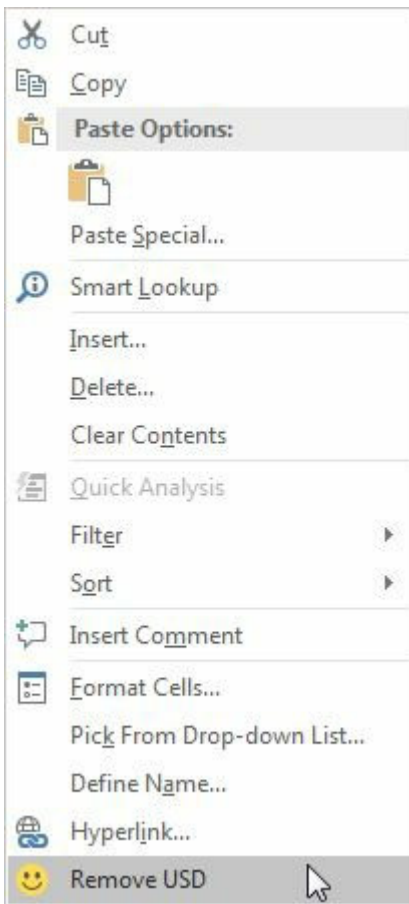 Cut
Copy
Paste Options:
Paste Special...
Smart Lookup
Insert...
Delete...
Clear Contents
Quick Analysis
Filter
Sort
Insert Comment
Format Cells...
Pick From Drop-down List...
Define Name...
Hyperlink...
Remove USD